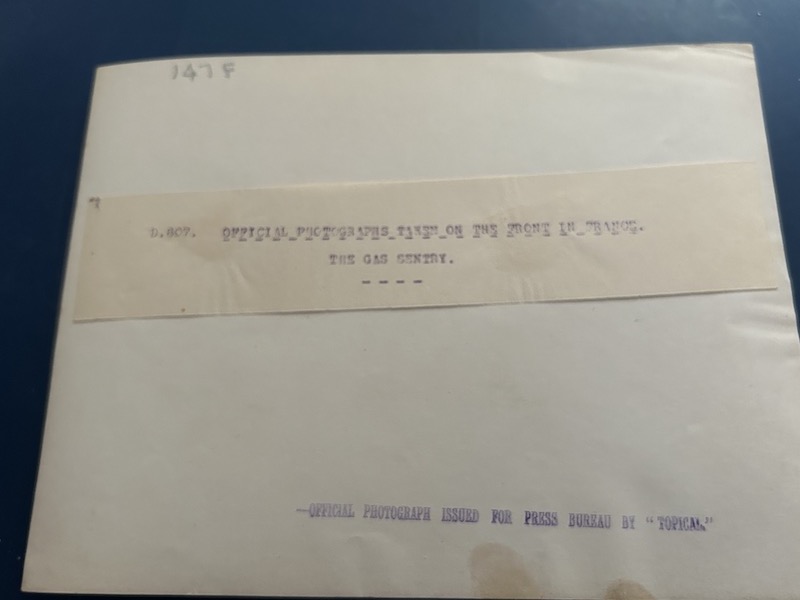 147 F
D.807. OFFICIAL PHOTOGRAPHS TAKEN ON THE FRONT IN FRANCE.
THE GAS SENTRY.
- - - -
—OFFICIAL PHOTOGRAPH ISSUED FOR PRESS BUREAU BY "TOPICAL"